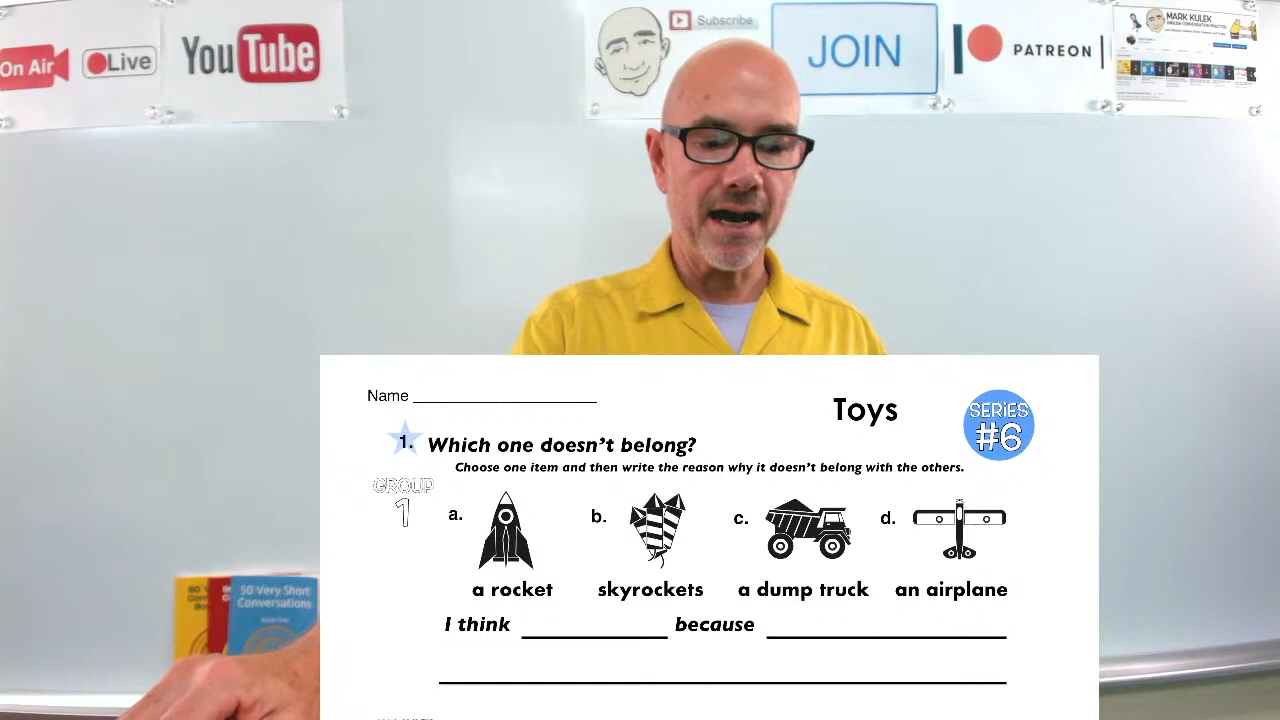 On Air
Live
YouTube
Subscribe
JOIN
PATREON
MARK KULEK
Name
Toys
SERIES
#6
1. Which one doesn't belong?
Choose one item and then write the reason why it doesn't belong with the others.
GROUP
1
a.
b.
c.
d.
a rocket
skyrockets
a dump truck
an airplane
I think because
50 Very Short
Conversations